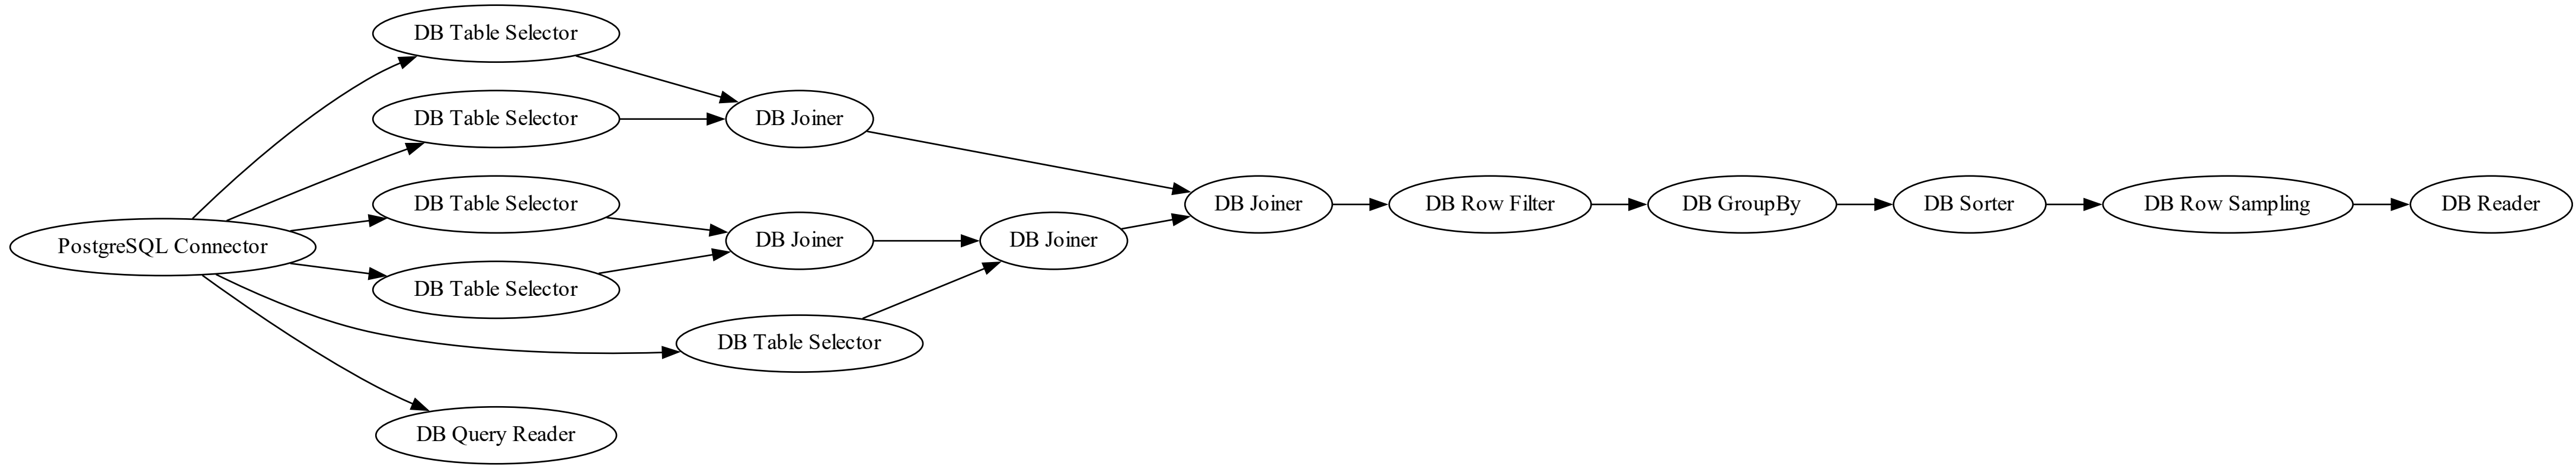 PostgreSQL Connector
DB Table Selector
DB Table Selector
DB Table Selector
DB Table Selector
DB Table Selector
DB Query Reader
DB Joiner
DB Joiner
DB Joiner
DB Joiner
DB Row Filter
DB GroupBy
DB Sorter
DB Row Sampling
DB Reader